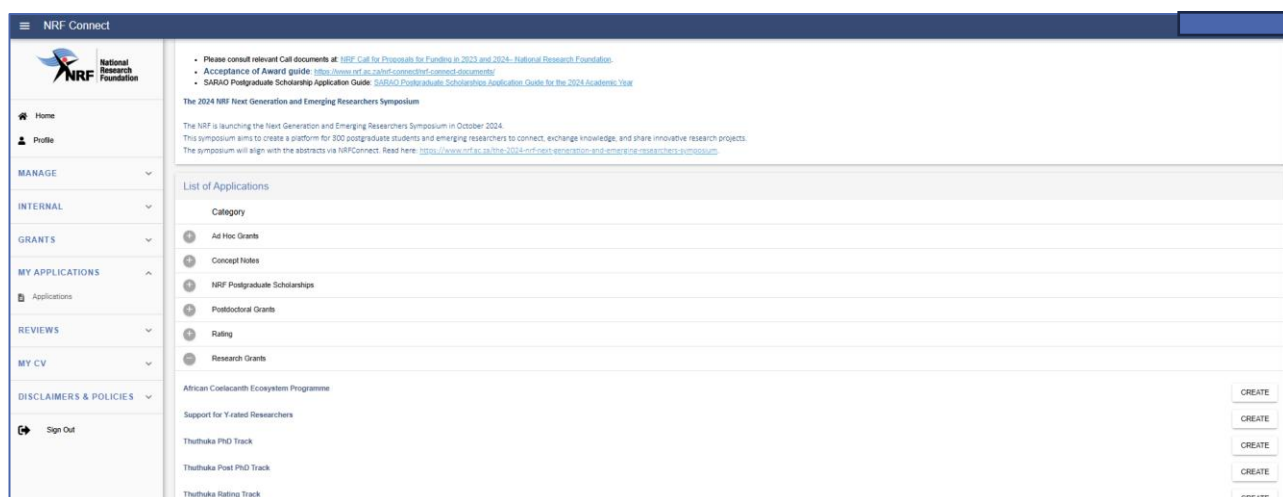 NRF Connect
NRF National
Research
Foundation
Home
Profile
MANAGE
INTERNAL
GRANTS
MY APPLICATIONS
Applications
REVIEWS
MY CV
DISCLAIMERS & POLICIES
Sign Out
Please consult relevant Call documents at: NRF Call for Proposals for Funding in 2023 and 2024– National Research Foundation.
Acceptance of Award guide: https://www.nrf.ac.za/nrf-connect/nrf-connect-documents/
SARAO Postgraduate Scholarship Application Guide: SARAO Postgraduate Scholarships Application Guide for the 2024 Academic Year
The 2024 NRF Next Generation and Emerging Researchers Symposium
The NRF is launching the Next Generation and Emerging Researchers Symposium in October 2024.
This symposium aims to create a platform for 300 postgraduate students and emerging researchers to connect, exchange knowledge, and share innovative research projects.
The symposium will align with the abstracts via NRFConnect. Read here: https://www.nrf.ac.za/the-2024-nrf-next-generation-and-emerging-researchers-symposium.
List of Applications
Category
Ad Hoc Grants
Concept Notes
NRF Postgraduate Scholarships
Postdoctoral Grants
Rating
Research Grants
African Coelacanth Ecosystem Programme CREATE
Support for Y-rated Researchers CREATE
Thuthuka PhD Track CREATE
Thuthuka Post PhD Track CREATE
Thuthuka Rating Track CREATE